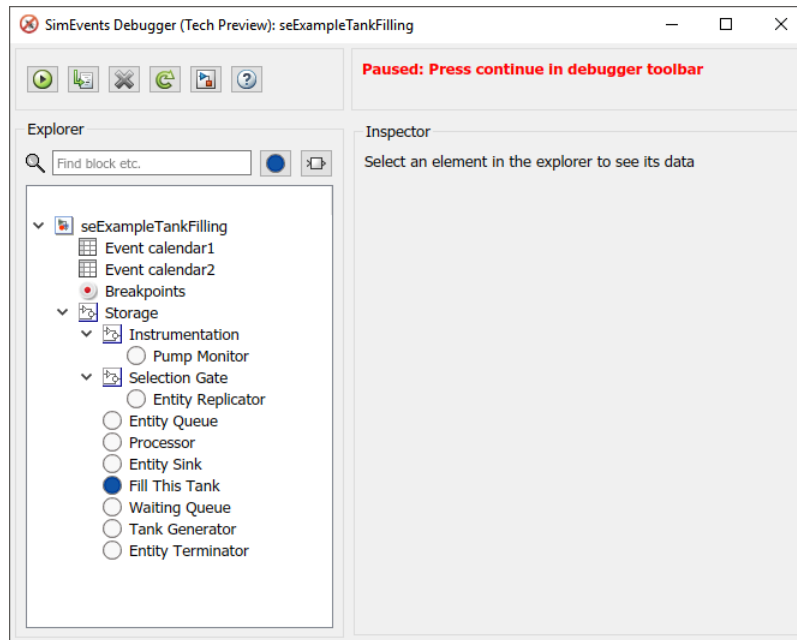 SimEvents Debugger (Tech Preview): seExampleTankFilling
Paused: Press continue in debugger toolbar
Explorer
Find block etc.
seExampleTankFilling
Event calendar1
Event calendar2
Breakpoints
Storage
Instrumentation
Pump Monitor
Selection Gate
Entity Replicator
Entity Queue
Processor
Entity Sink
Fill This Tank
Waiting Queue
Tank Generator
Entity Terminator
Inspector
Select an element in the explorer to see its data